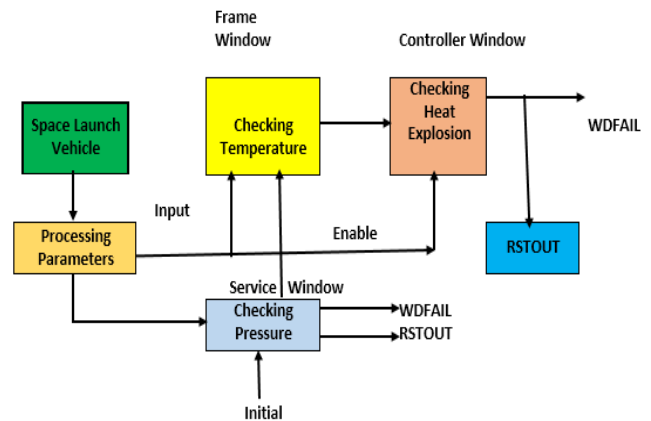 Frame
Window
Controller Window
Space Launch
Vehicle
Checking
Temperature
Checking
Heat
Explosion
WDFAIL
Input
Processing
Parameters
Enable
RSTOUT
Service Window
Checking
Pressure
WDFAIL
RSTOUT
Initial